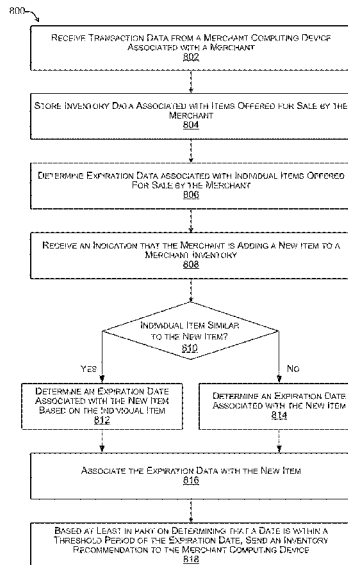 800
RECEIVE TRANSACTION DATA FROM A MERCHANT COMPUTING DEVICE
ASSOCIATED WITH A MERCHANT
802
STORE INVENTORY DATA ASSOCIATED WITH ITEMS OFFERED FOR SALE BY THE
MERCHANT
804
DETERMINE EXPIRATION DATA ASSOCIATED WITH INDIVIDUAL ITEMS OFFERED
FOR SALE BY THE MERCHANT
806
RECEIVE AN INDICATION THAT THE MERCHANT IS ADDING A NEW ITEM TO A
MERCHANT INVENTORY
808
INDIVIDUAL ITEM SIMILAR
TO THE NEW ITEM?
810
YES
NO
DETERMINE AN EXPIRATION DATE
ASSOCIATED WITH THE NEW ITEM
BASED ON THE INDIVIDUAL ITEM
812
DETERMINE AN EXPIRATION DATE
ASSOCIATED WITH THE NEW ITEM
814
ASSOCIATE THE EXPIRATION DATA WITH THE NEW ITEM
816
BASED AT LEAST IN PART ON DETERMINING THAT A DATE IS WITHIN A
THRESHOLD PERIOD OF THE EXPIRATION DATE, SEND AN INVENTORY
RECOMMENDATION TO THE MERCHANT COMPUTING DEVICE
818